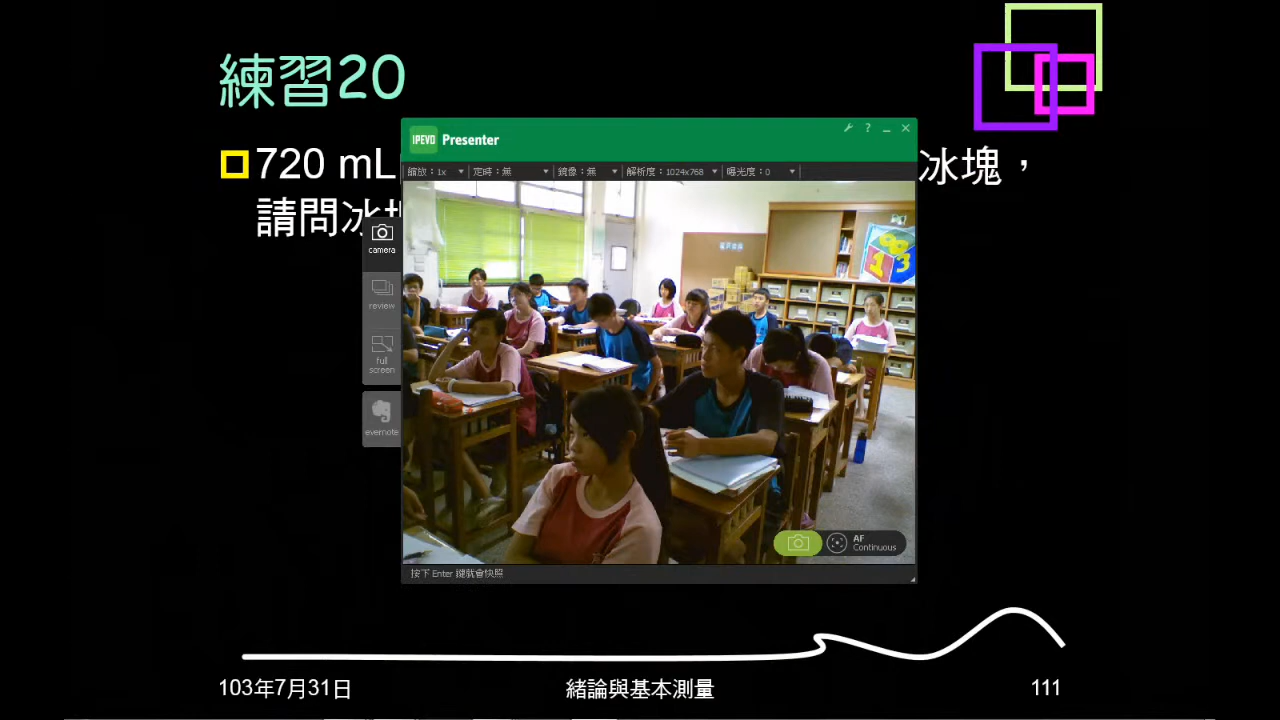 練習20
IPEVO Presenter
720 mL 冰塊，
縮放：1x 定時：無 鏡像：無 解析度：1024x768 曝光度：0
請問冰
camera
review
full
screen
evernote
1 3
AF
Continuous
按下 Enter 鍵就會快照
103年7月31日 緒論與基本測量 111